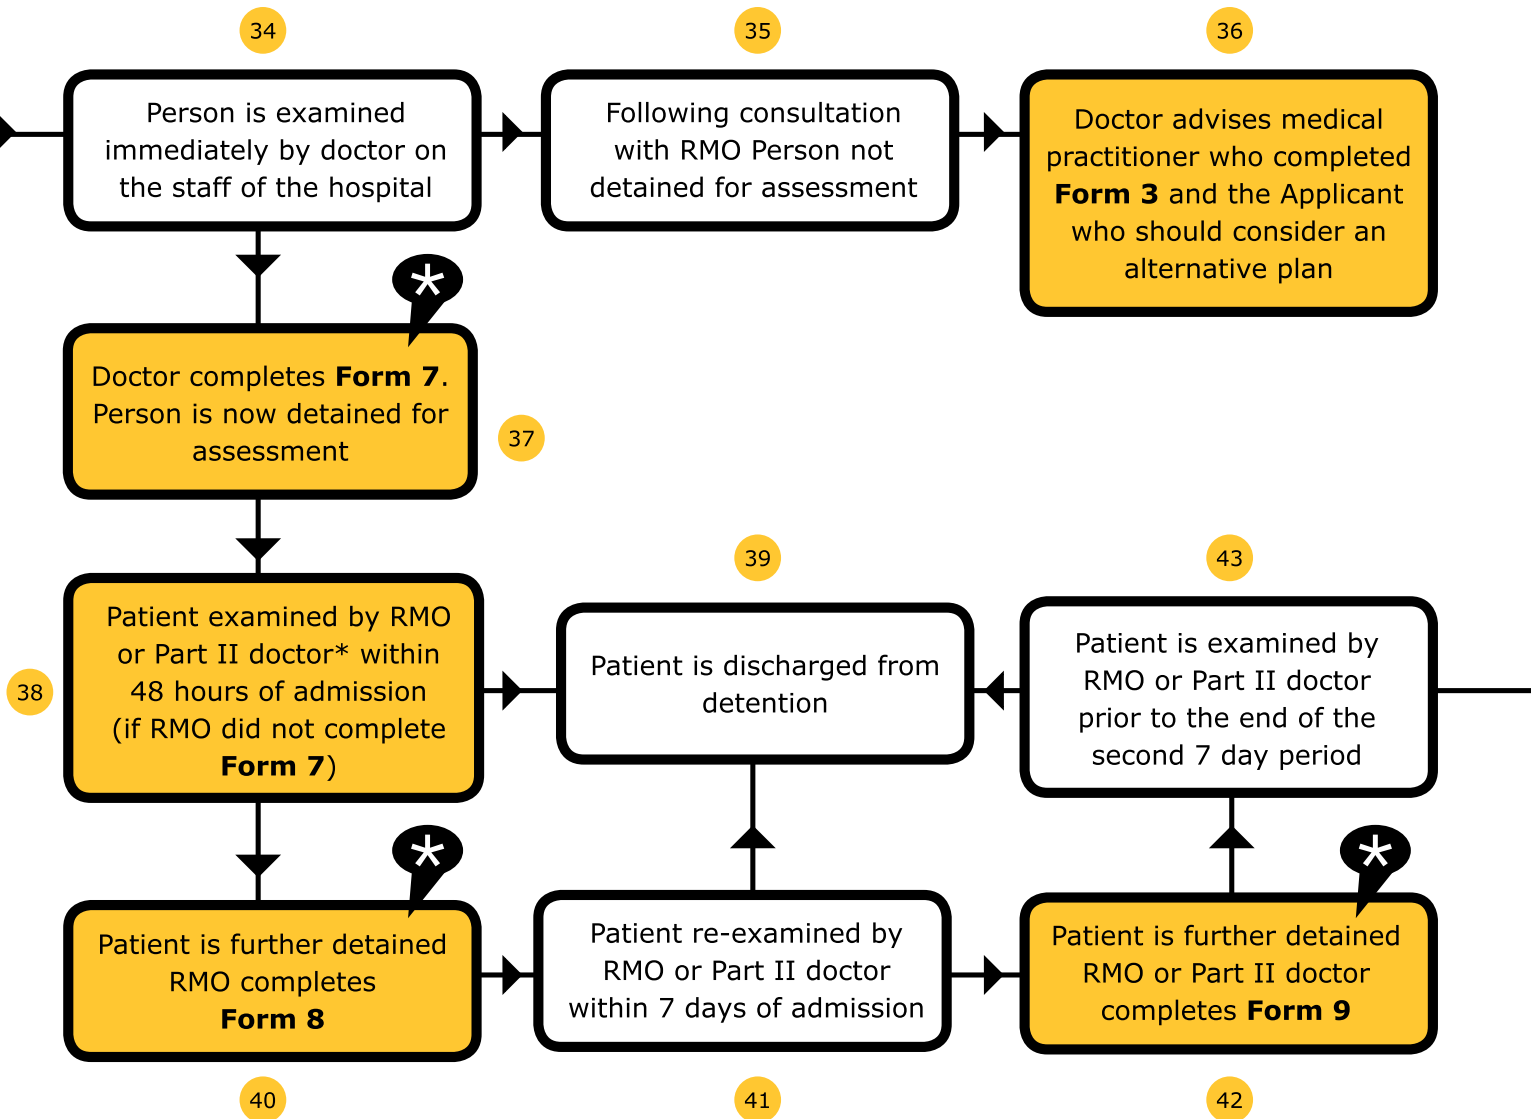 34
35
36
Person is examined
immediately by doctor on
the staff of the hospital
Following consultation
with RMO Person not
detained for assessment
Doctor advises medical
practitioner who completed
Form 3 and the Applicant
who should consider an
alternative plan
*
Doctor completes Form 7.
Person is now detained for
assessment
37
39
43
38
Patient examined by RMO
or Part II doctor* within
48 hours of admission
(if RMO did not complete
Form 7)
Patient is discharged from
detention
Patient is examined by
RMO or Part II doctor
prior to the end of the
second 7 day period
*
*
Patient is further detained
RMO completes
Form 8
Patient re-examined by
RMO or Part II doctor
within 7 days of admission
Patient is further detained
RMO or Part II doctor
completes Form 9
40
41
42